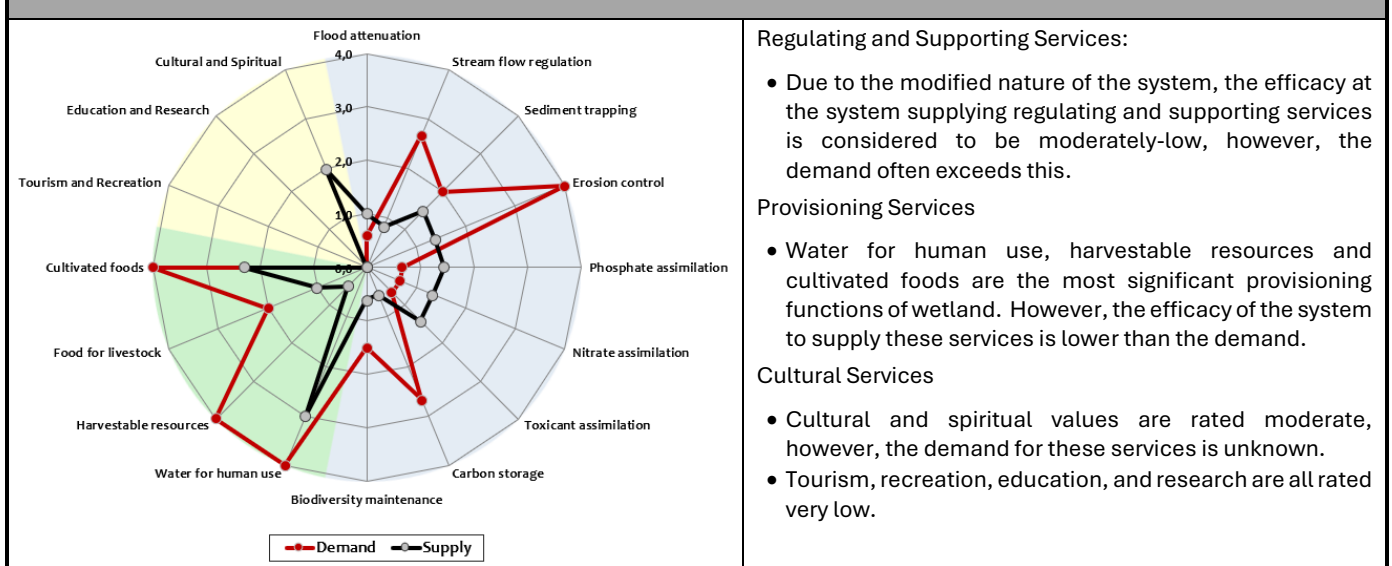 Flood attenuation
4,0
Cultural and Spiritual
Stream flow regulation
Education and Research
3,0
Sediment trapping
2,0
Tourism and Recreation
Erosion control
1,0
Cultivated foods
0,0
Phosphate assimilation
Food for livestock
Nitrate assimilation
Harvestable resources
Toxicant assimilation
Water for human use
Carbon storage
Biodiversity maintenance
Demand
Supply
Regulating and Supporting Services:
• Due to the modified nature of the system, the efficacy at
the system supplying regulating and supporting services
is considered to be moderately-low, however, the
demand often exceeds this.
Provisioning Services
• Water for human use, harvestable resources and
cultivated foods are the most significant provisioning
functions of wetland. However, the efficacy of the system
to supply these services is lower than the demand.
Cultural Services
• Cultural and spiritual values are rated moderate,
however, the demand for these services is unknown.
• Tourism, recreation, education, and research are all rated
very low.